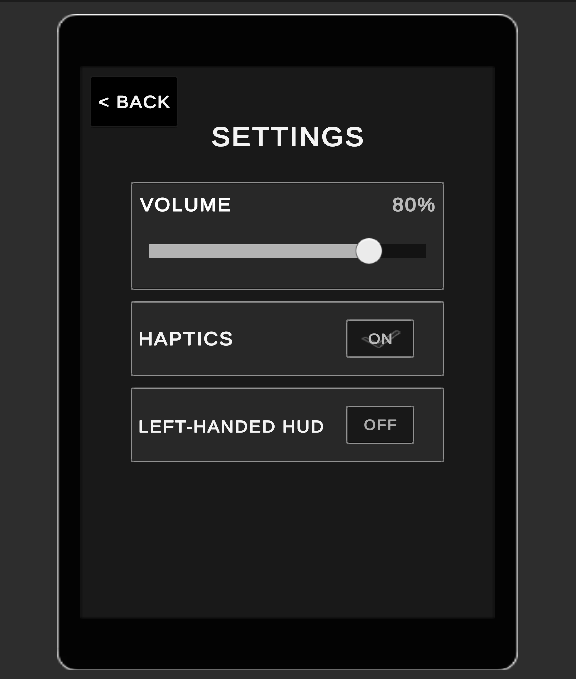 < BACK
SETTINGS
VOLUME 80%
HAPTICS ON
LEFT-HANDED HUD OFF